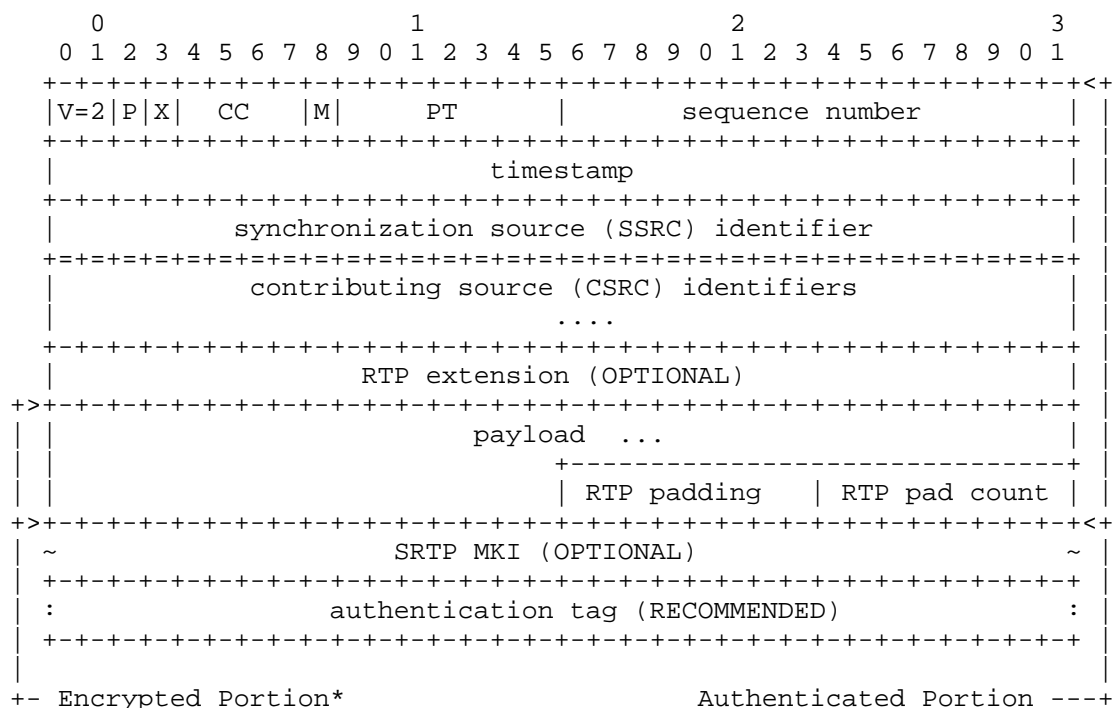 0                   1                   2                   3
0 1 2 3 4 5 6 7 8 9 0 1 2 3 4 5 6 7 8 9 0 1 2 3 4 5 6 7 8 9 0 1
+-+-+-+-+-+-+-+-+-+-+-+-+-+-+-+-+-+-+-+-+-+-+-+-+-+-+-+-+-+-+-+-+<+
|V=2|P|X|  CC   |M|     PT      |       sequence number         | |
+-+-+-+-+-+-+-+-+-+-+-+-+-+-+-+-+-+-+-+-+-+-+-+-+-+-+-+-+-+-+-+-+ |
|                           timestamp                           | |
+-+-+-+-+-+-+-+-+-+-+-+-+-+-+-+-+-+-+-+-+-+-+-+-+-+-+-+-+-+-+-+-+ |
|           synchronization source (SSRC) identifier            | |
+=+=+=+=+=+=+=+=+=+=+=+=+=+=+=+=+=+=+=+=+=+=+=+=+=+=+=+=+=+=+=+=+ |
|            contributing source (CSRC) identifiers             | |
|                               ....                            | |
+-+-+-+-+-+-+-+-+-+-+-+-+-+-+-+-+-+-+-+-+-+-+-+-+-+-+-+-+-+-+-+-+ |
|                   RTP extension (OPTIONAL)                    | |
+>+-+-+-+-+-+-+-+-+-+-+-+-+-+-+-+-+-+-+-+-+-+-+-+-+-+-+-+-+-+-+-+-+ |
| |                          payload  ...                         | |
| |                               +-------------------------------+ |
| |                               | RTP padding   | RTP pad count | |
+>+-+-+-+-+-+-+-+-+-+-+-+-+-+-+-+-+-+-+-+-+-+-+-+-+-+-+-+-+-+-+-+-+<+
| ~                     SRTP MKI (OPTIONAL)                       ~ |
| +-+-+-+-+-+-+-+-+-+-+-+-+-+-+-+-+-+-+-+-+-+-+-+-+-+-+-+-+-+-+-+-+ |
| :                 authentication tag (RECOMMENDED)              : |
| +-+-+-+-+-+-+-+-+-+-+-+-+-+-+-+-+-+-+-+-+-+-+-+-+-+-+-+-+-+-+-+-+ |
|                                                                   |
+- Encrypted Portion*                      Authenticated Portion ---+